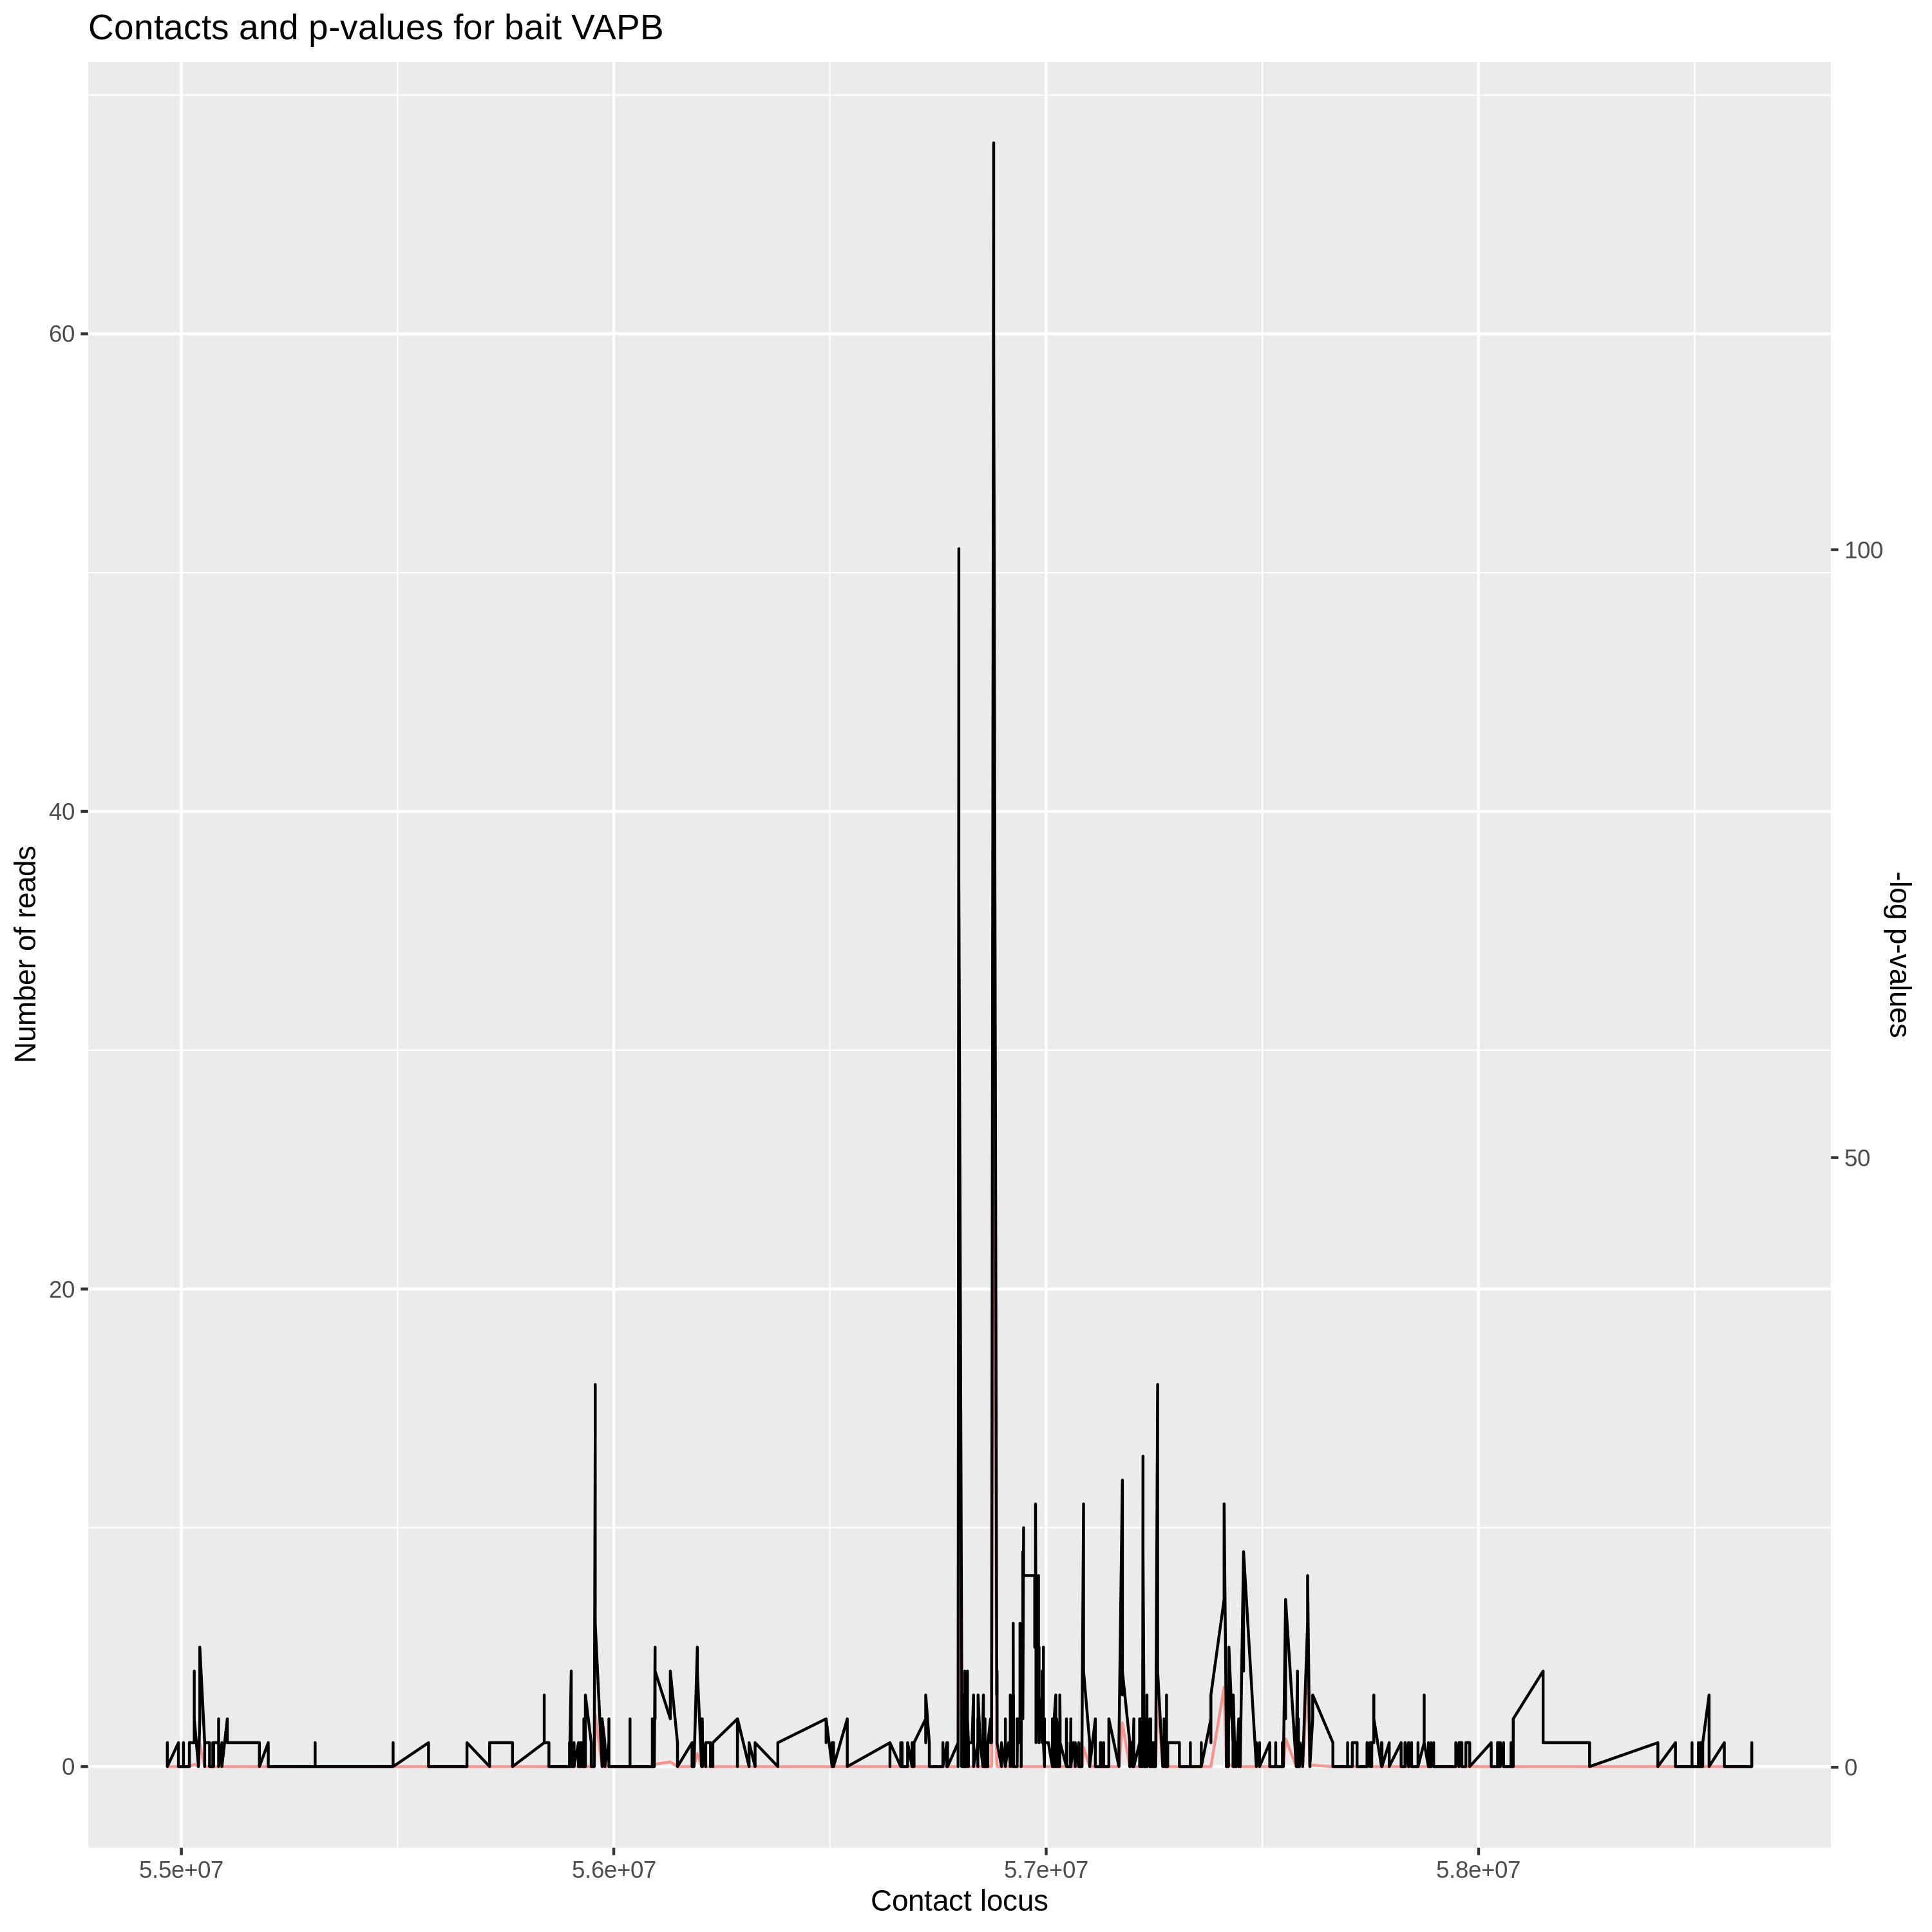 Contacts and p-values for bait VAPB
60
40
20
0
Number of reads
100
50
0
-log p-values
5.5e+07 5.6e+07 5.7e+07 5.8e+07
Contact locus